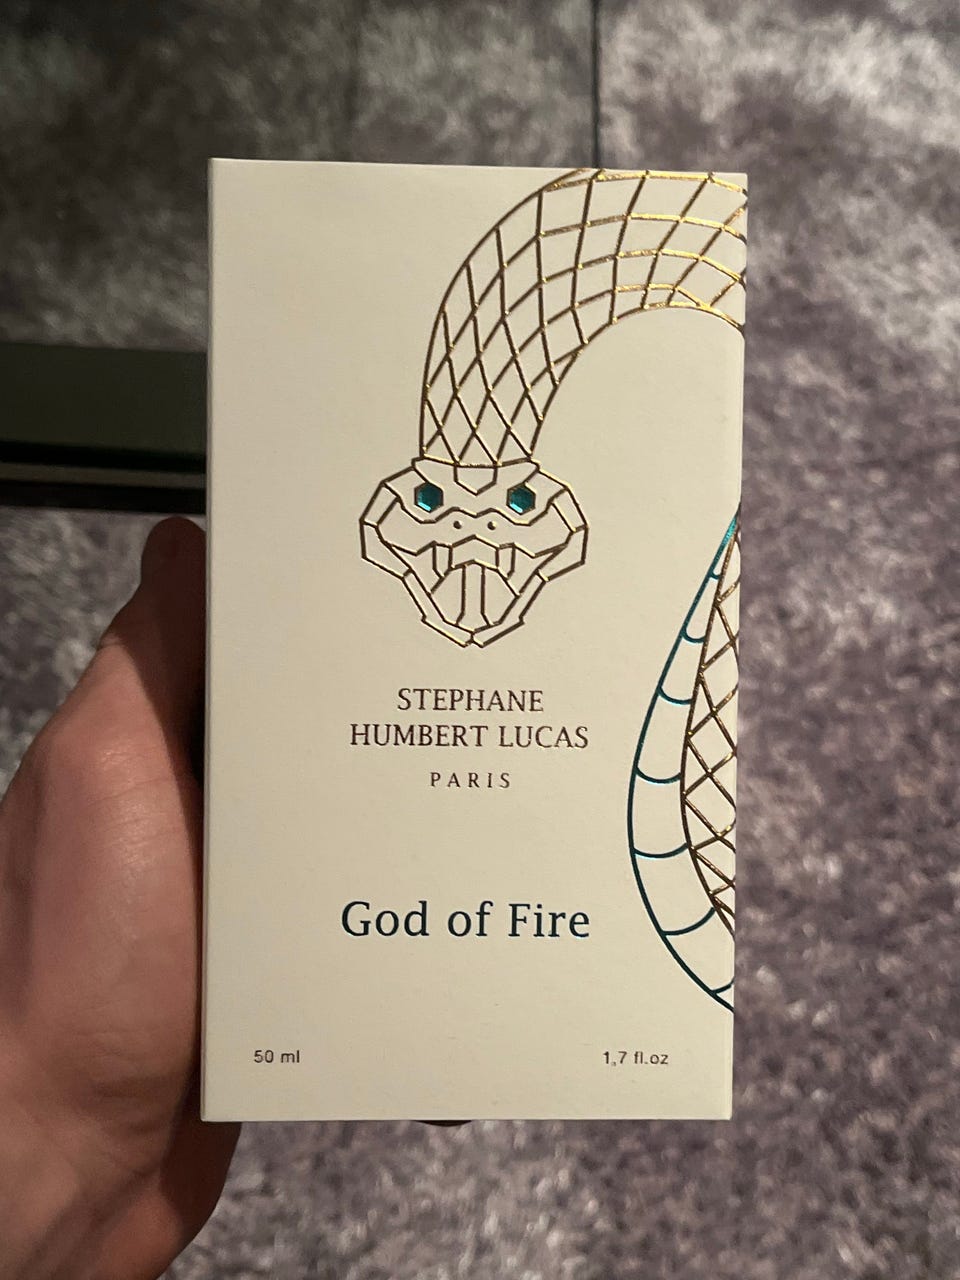 STEPHANE
HUMBERT LUCAS
PARIS
God of Fire
50 ml 1,7 fl.oz